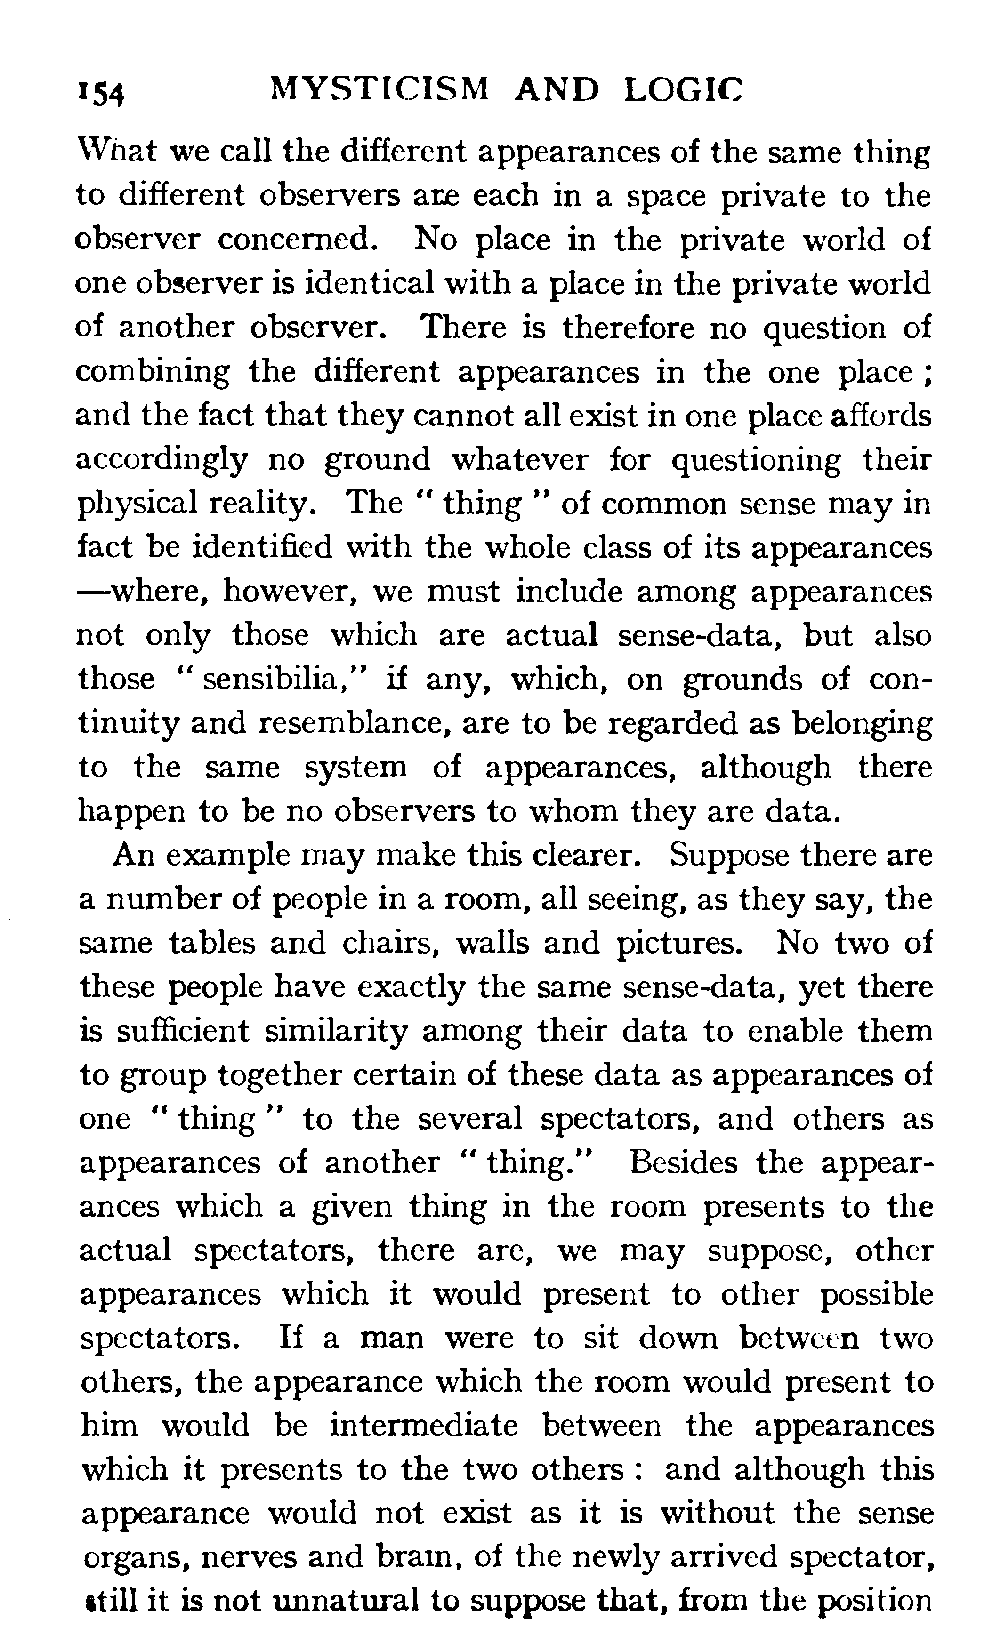 154 MYSTICISM AND LOGIC
What we call the different appearances of the same thing
to different observers are each in a space private to the
observer concerned. No place in the private world of
one observer is identical with a place in the private world
of another observer. There is therefore no question of
combining the different appearances in the one place ;
and the fact that they cannot all exist in one place affords
accordingly no ground whatever for questioning their
physical reality. The " thing " of common sense may in
fact be identified with the whole class of its appearances
—where, however, we must include among appearances
not only those which are actual sense-data, but also
those " sensibilia," if any, which, on grounds of con-
tinuity and resemblance, are to be regarded as belonging
to the same system of appearances, although there
happen to be no observers to whom they are data.
An example may make this clearer. Suppose there are
a number of people in a room, all seeing, as they say, the
same tables and chairs, walls and pictures. No two of
these people have exactly the same sense-data, yet there
is sufficient similarity among their data to enable them
to group together certain of these data as appearances of
one " thing " to the several spectators, and others as
appearances of another " thing." Besides the appear-
ances which a given thing in the room presents to the
actual spectators, there are, we may suppose, other
appearances which it would present to other possible
spectators. If a man were to sit down between two
others, the appearance which the room would present to
him would be intermediate between the appearances
which it presents to the two others : and although this
appearance would not exist as it is without the sense
organs, nerves and brain, of the newly arrived spectator,
still it is not unnatural to suppose that, from the position